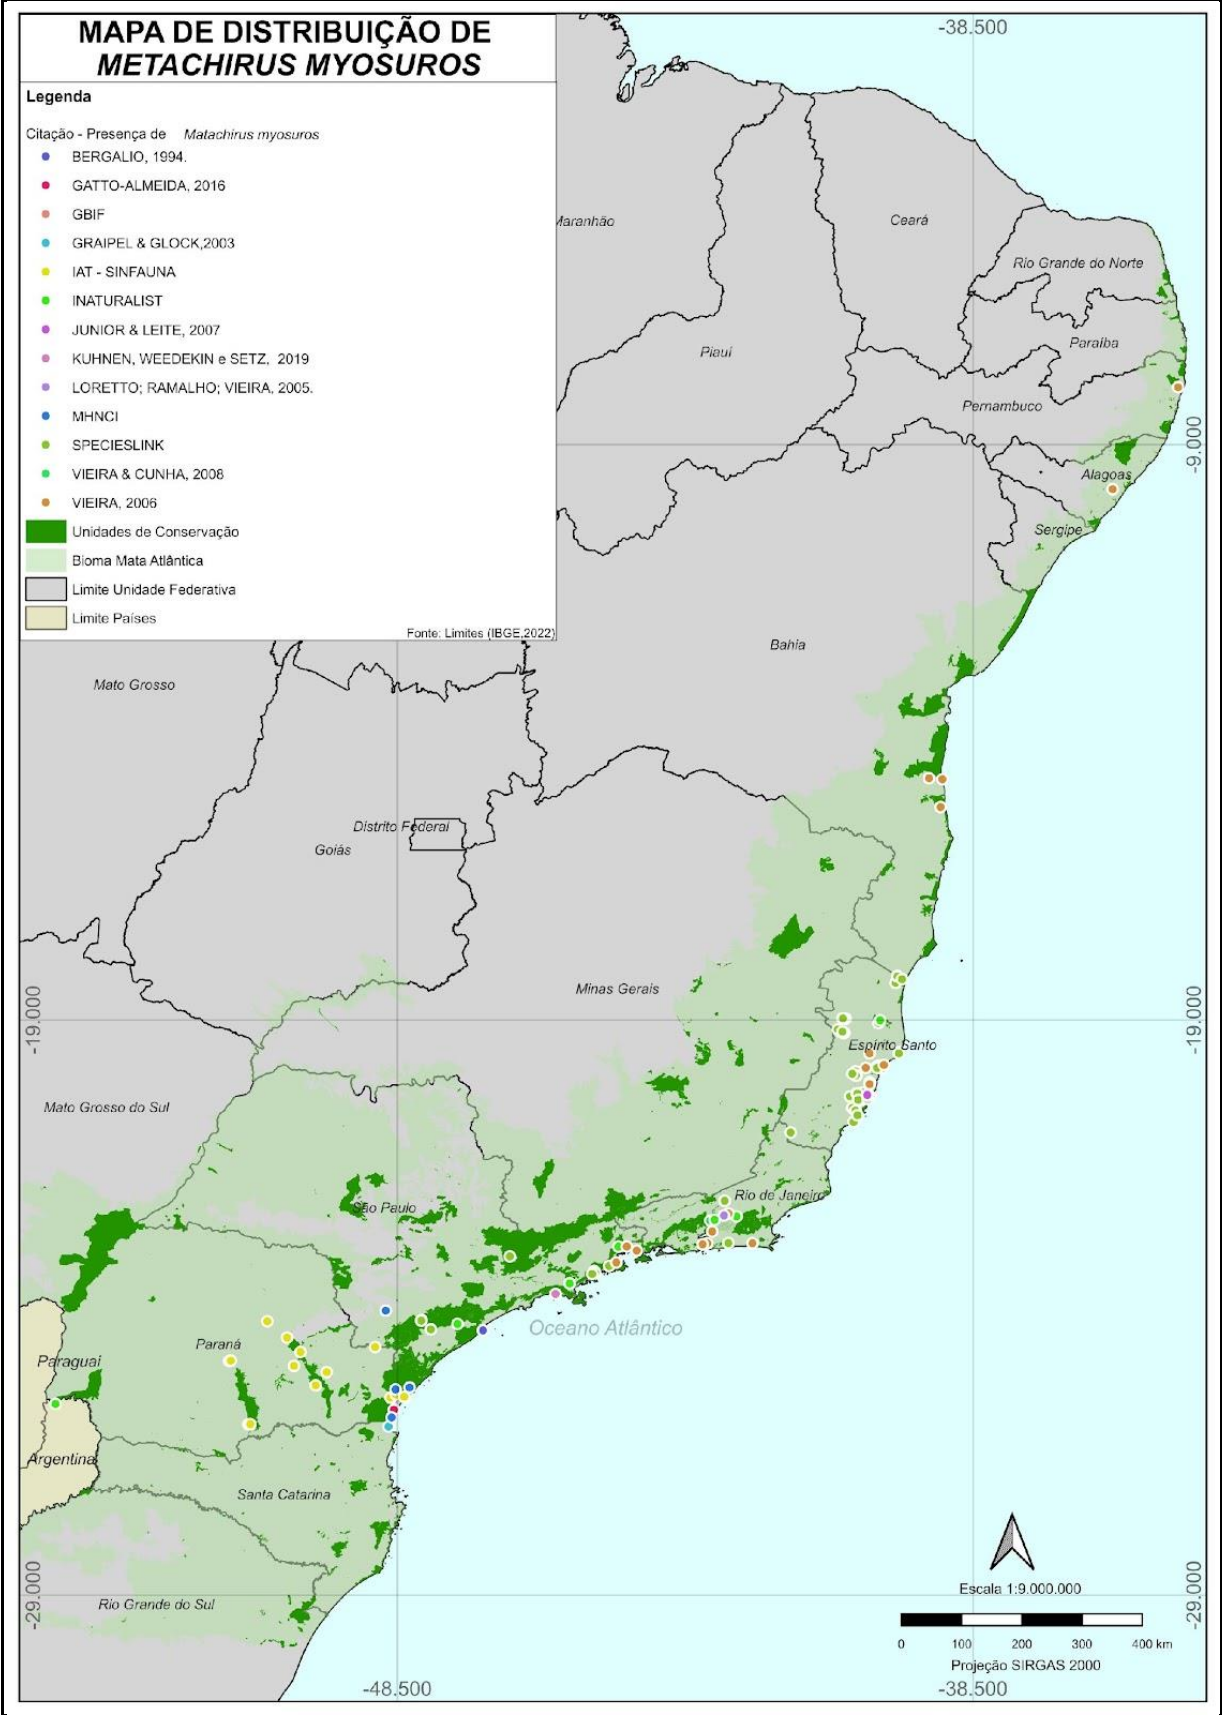 MAPA DE DISTRIBUIÇÃO DE
METACHIRUS MYOSUROS
Legenda
Citação - Presença de Matachirus myosuros
BERGALIO, 1994.
GATTO-ALMEIDA, 2016
GBIF
GRAIPEL & GLOCK,2003
IAT - SINFAUNA
INATURALIST
JUNIOR & LEITE, 2007
KUHNEN, WEEDEKIN e SETZ, 2019
LORETTO; RAMALHO; VIEIRA, 2005.
MHNCI
SPECIESLINK
VIEIRA & CUNHA, 2008
VIEIRA, 2006
Unidades de Conservação
Bioma Mata Atlântica
Limite Unidade Federativa
Limite Países
Fonte: Limites (IBGE,2022)
-38.500
Maranhão
Ceará
Rio Grande do Norte
Piauí
Paraíba
Pernambuco
-9.000
Alagoas
Sergipe
Bahia
Mato Grosso
Distrito Federal
Goiás
Minas Gerais
-19.000
-19.000
Espírito Santo
Mato Grosso do Sul
Rio de Janeiro
São Paulo
Oceano Atlântico
Paraná
Paraguai
Argentina
Santa Catarina
-29.000
-29.000
Rio Grande do Sul
Escala 1:9.000.000
0 100 200 300 400 km
Projeção SIRGAS 2000
-48.500
-38.500